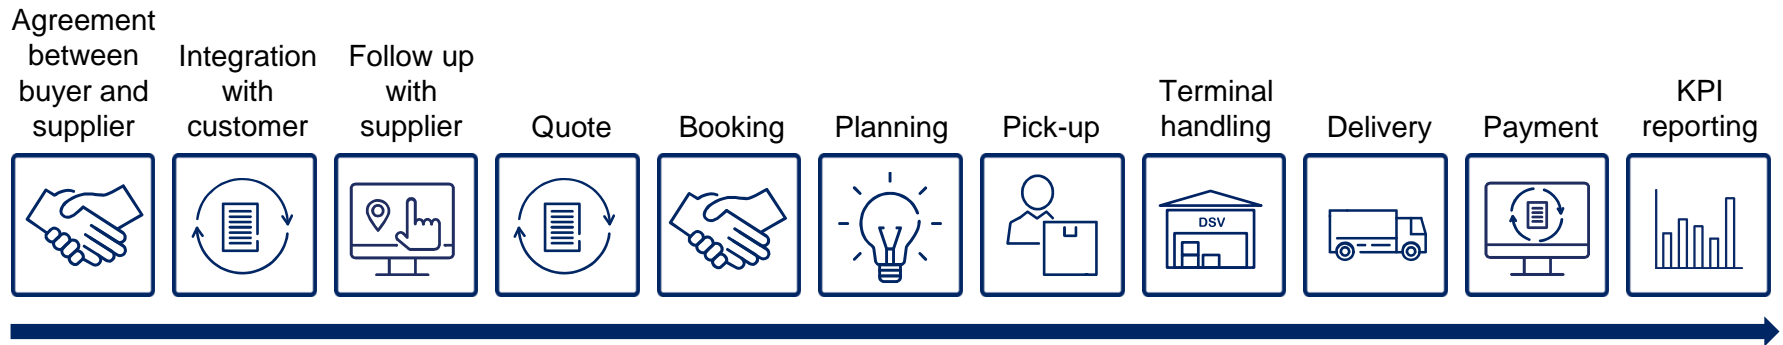 Agreement
between
buyer and
supplier
Integration
with
customer
Follow up
with
supplier
Quote
Booking
Planning
Pick-up
Terminal
handling
Delivery
Payment
KPI
reporting
DSV